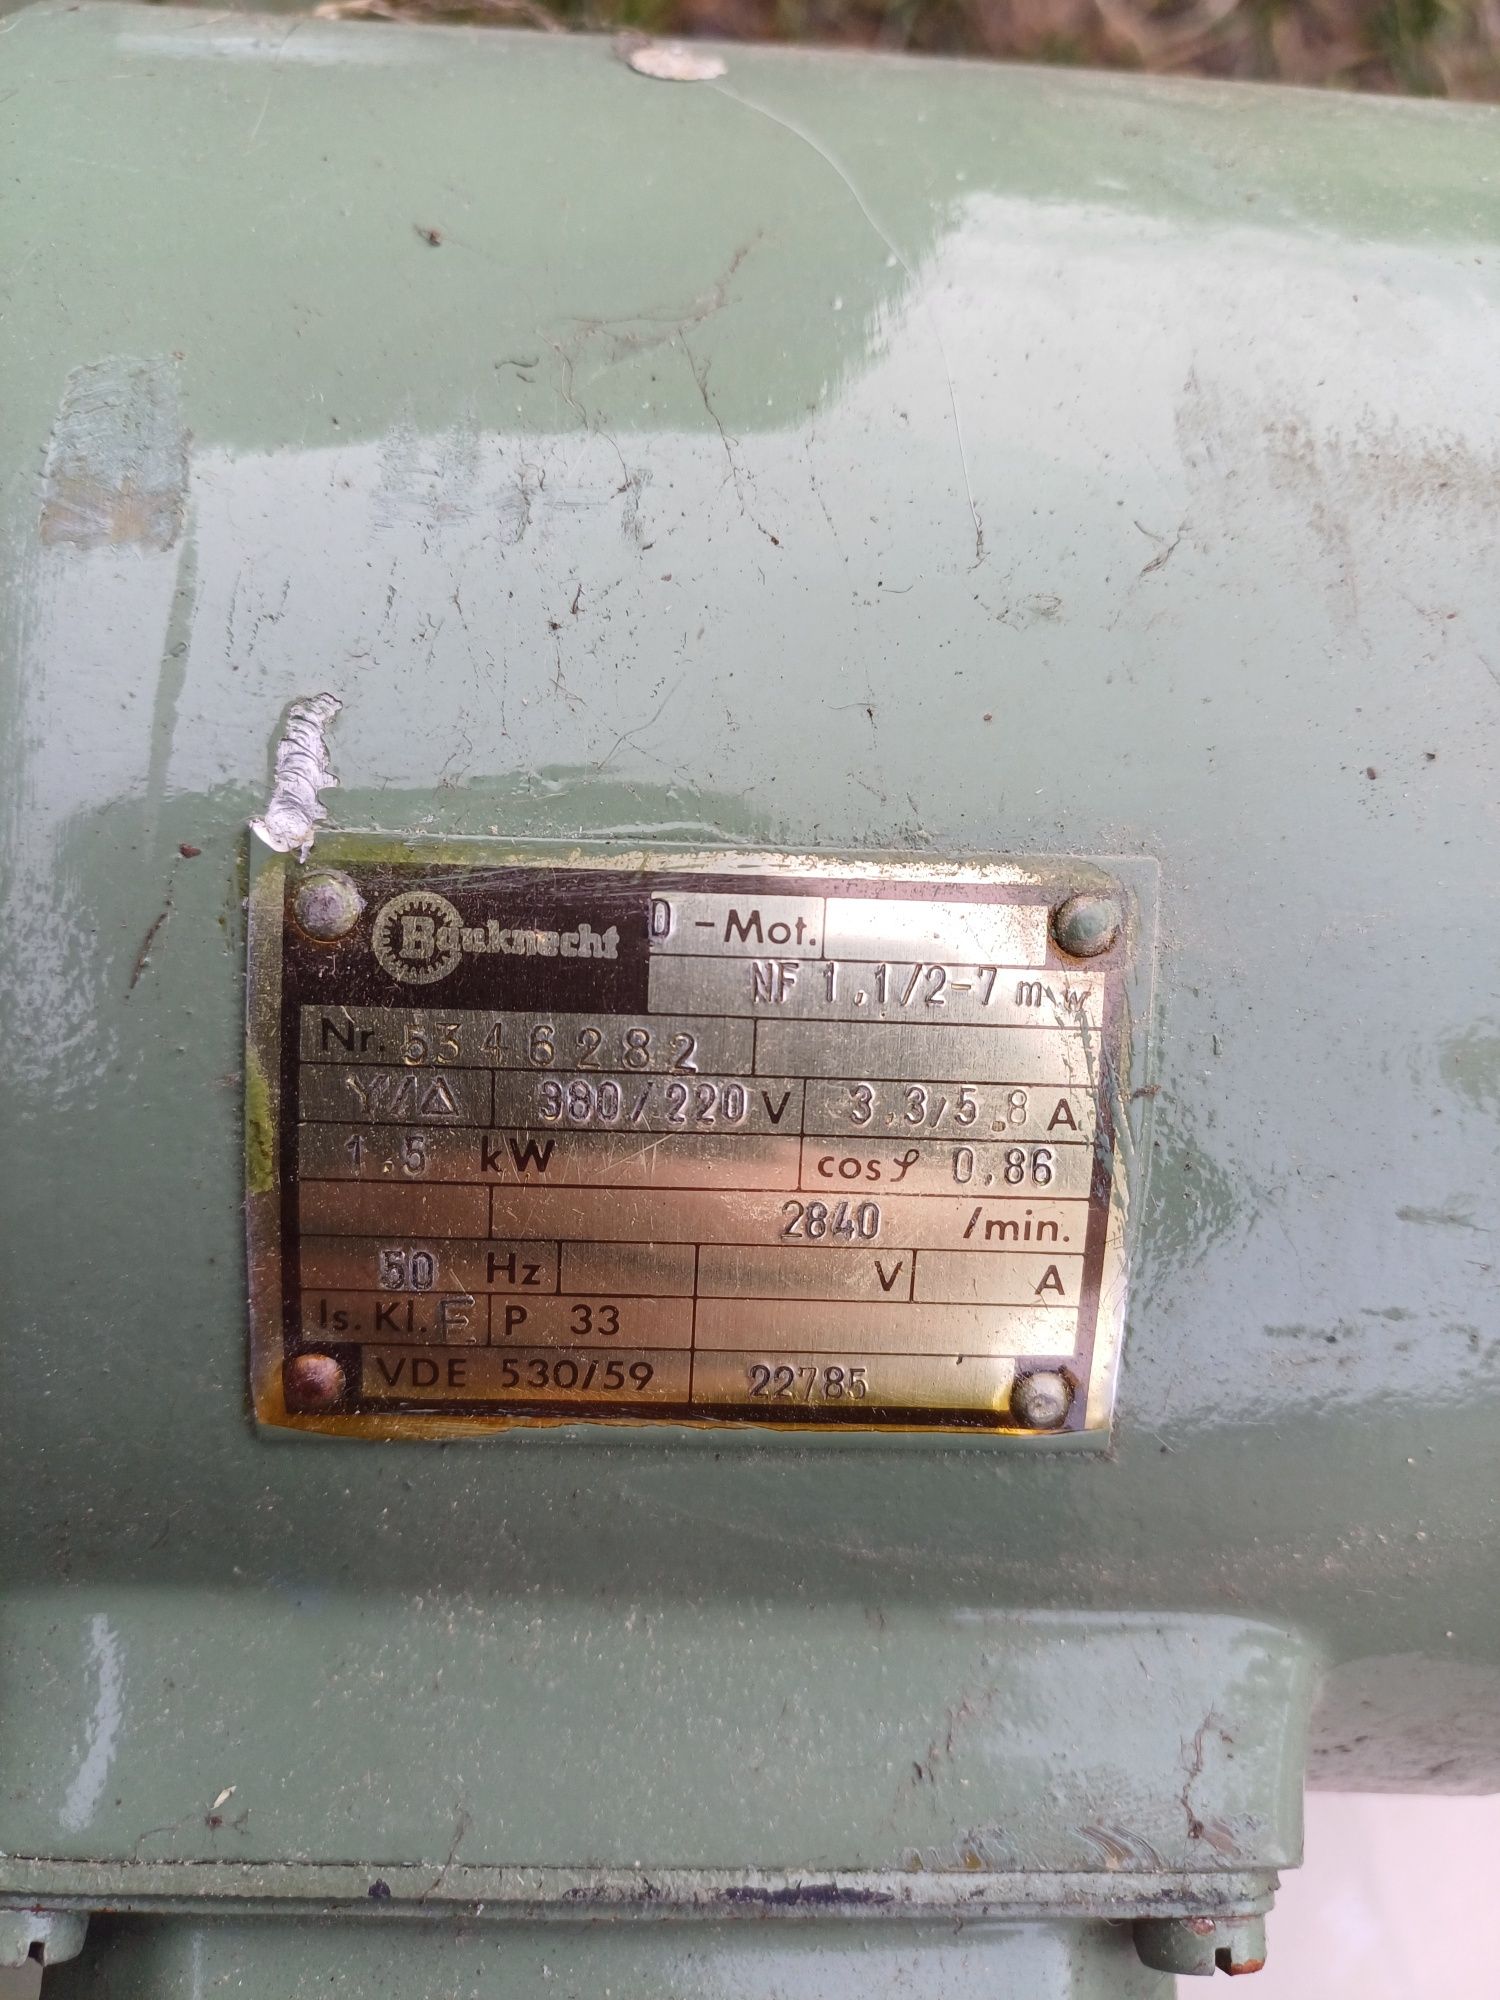 Bauknecht D-Mot.
NF 1,1/2-7 m w
Nr. 5346282
Y/Δ 380/220 V 3,3/5,8 A
1,5 kW cosφ 0,86
2840 /min.
50 Hz V A
Is. Kl. E P 33
VDE 530/59 22785